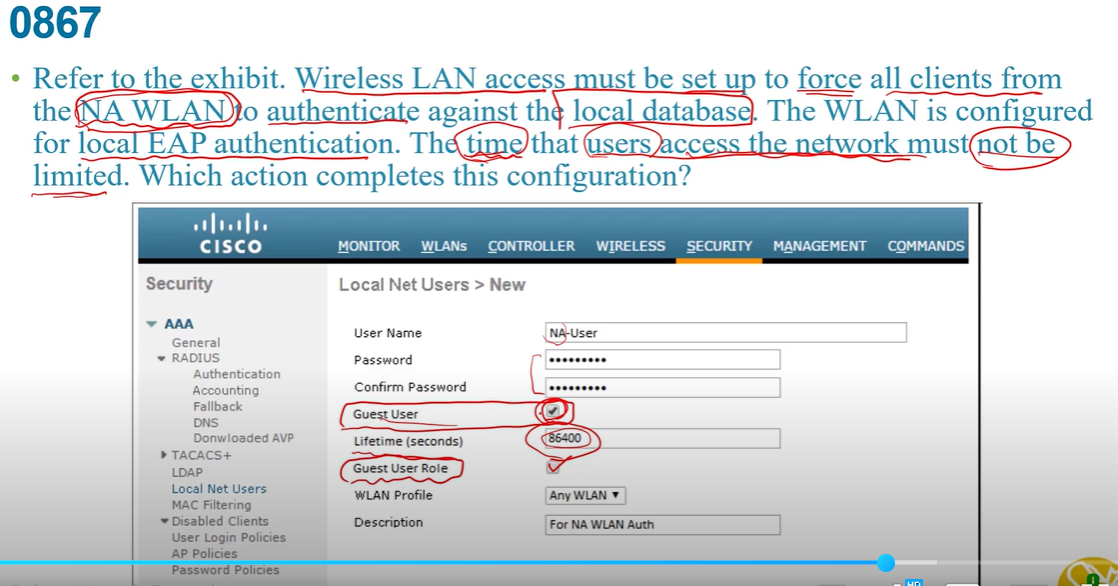 0867
• Refer to the exhibit. Wireless LAN access must be set up to force all clients from
the NA WLAN to authenticate against the local database. The WLAN is configured
for local EAP authentication. The time that users access the network must not be
limited. Which action completes this configuration?
CISCO
MONITOR WLANs CONTROLLER WIRELESS SECURITY MANAGEMENT COMMANDS
Security
Local Net Users > New
AAA
General
RADIUS
Authentication
Accounting
Fallback
DNS
Donwloaded AVP
TACACS+
LDAP
Local Net Users
MAC Filtering
Disabled Clients
User Login Policies
AP Policies
Password Policies
User Name NA-User
Password •••••••••
Confirm Password •••••••••
Guest User
Lifetime (seconds) 86400
Guest User Role
WLAN Profile Any WLAN
Description For NA WLAN Auth
HD